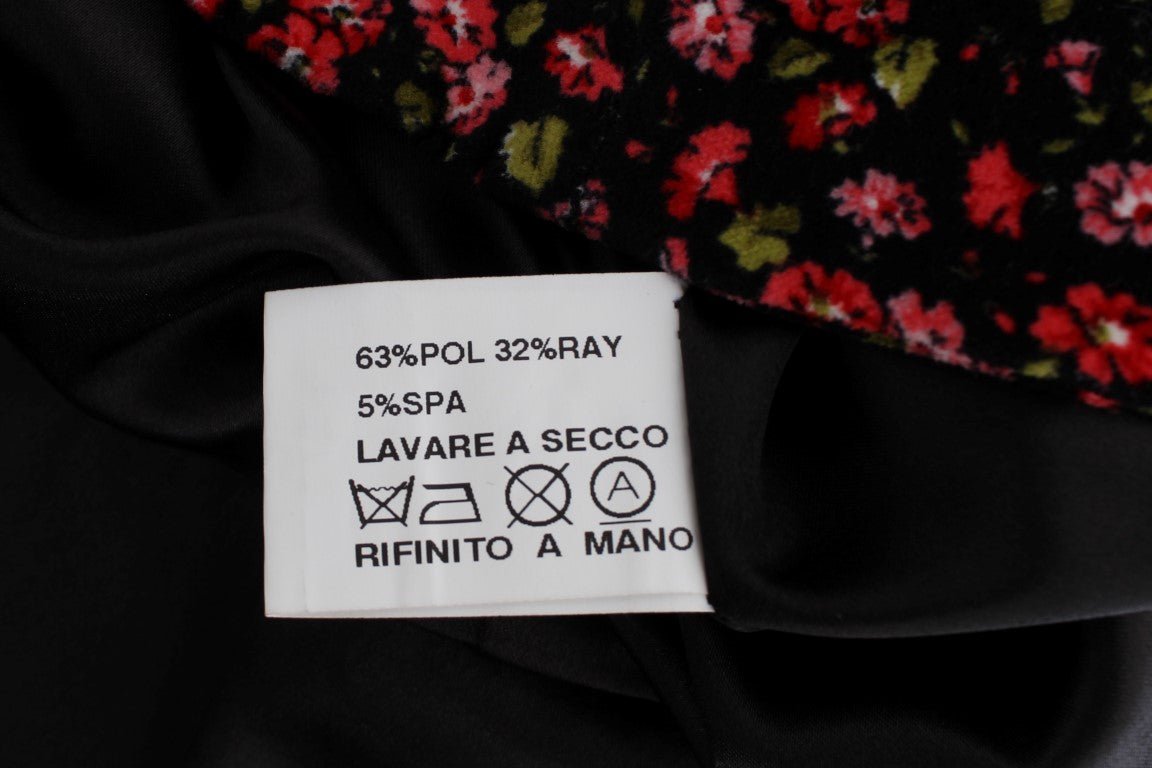 63%POL 32%RAY
5%SPA
LAVARE A SECCO
A
RIFINITO A MANO